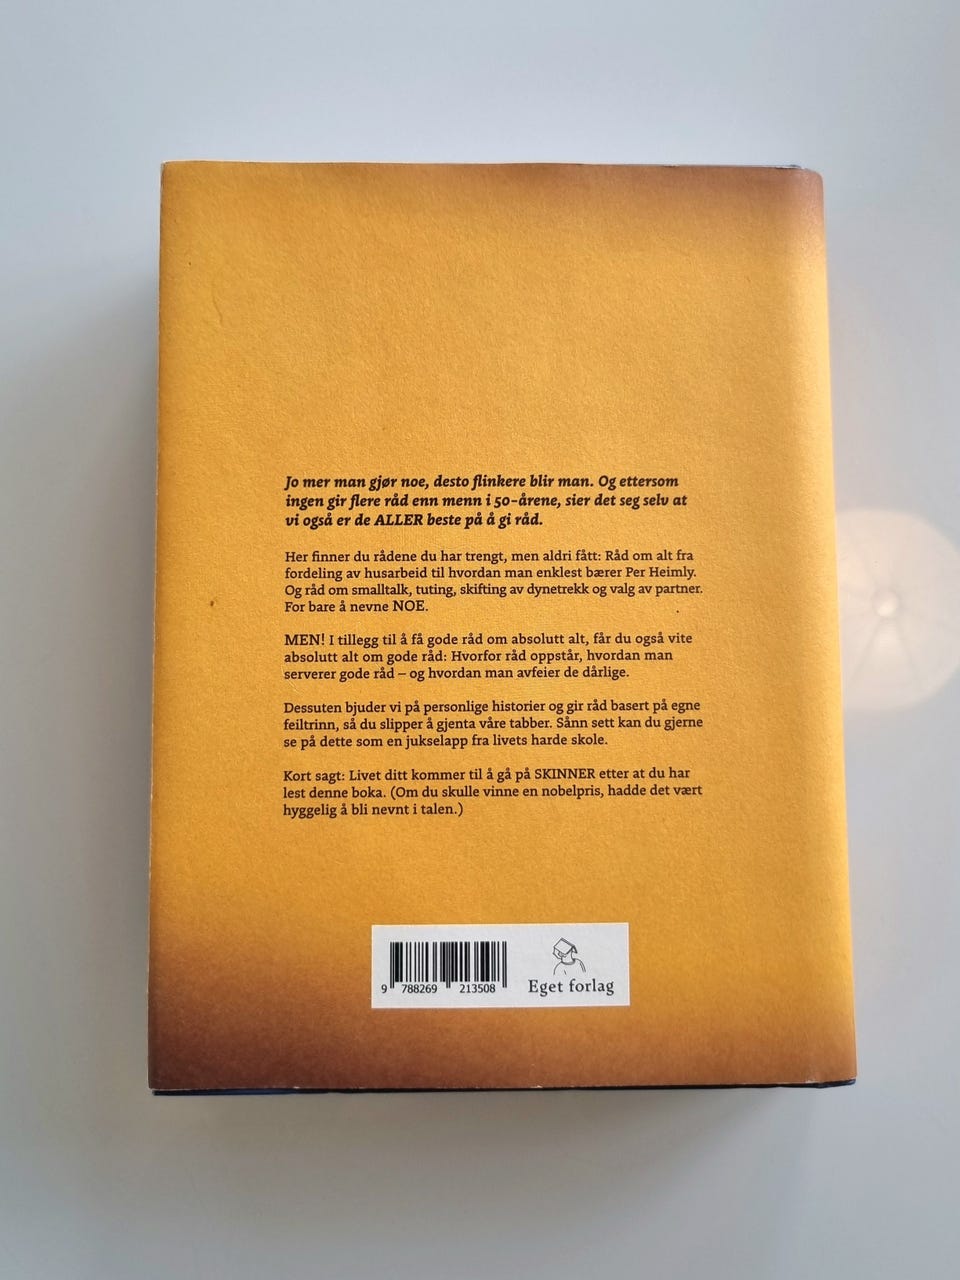 Jo mer man gjør noe, desto flinkere blir man. Og ettersom
ingen gir flere råd enn menn i 50-årene, sier det seg selv at
vi også er de ALLER beste på å gi råd.
Her finner du rådene du har trengt, men aldri fått: Råd om alt fra
fordeling av husarbeid til hvordan man enklest bærer Per Heimly.
Og råd om smalltalk, tuting, skifting av dynetrekk og valg av partner.
For bare å nevne NOE.
MEN! I tillegg til å få gode råd om absolutt alt, får du også vite
absolutt alt om gode råd: Hvorfor råd oppstår, hvordan man
serverer gode råd – og hvordan man avfeier de dårlige.
Dessuten bjuder vi på personlige historier og gir råd basert på egne
feiltrinn, så du slipper å gjenta våre tabber. Sånn sett kan du gjerne
se på dette som en jukselapp fra livets harde skole.
Kort sagt: Livet ditt kommer til å gå på SKINNER etter at du har
lest denne boka. (Om du skulle vinne en nobelpris, hadde det vært
hyggelig å bli nevnt i talen.)
9 788269 213508
Eget forlag